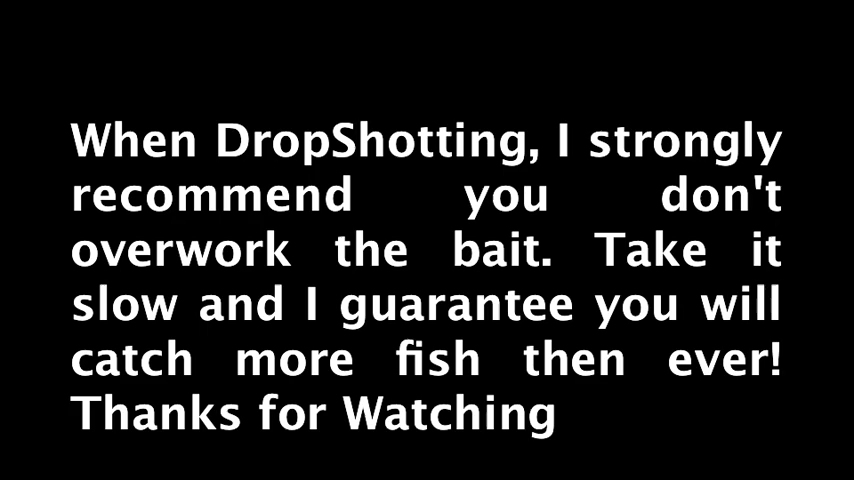 When DropShotting, I strongly
recommend you don't
overwork the bait. Take it
slow and I guarantee you will
catch more fish then ever!
Thanks for Watching